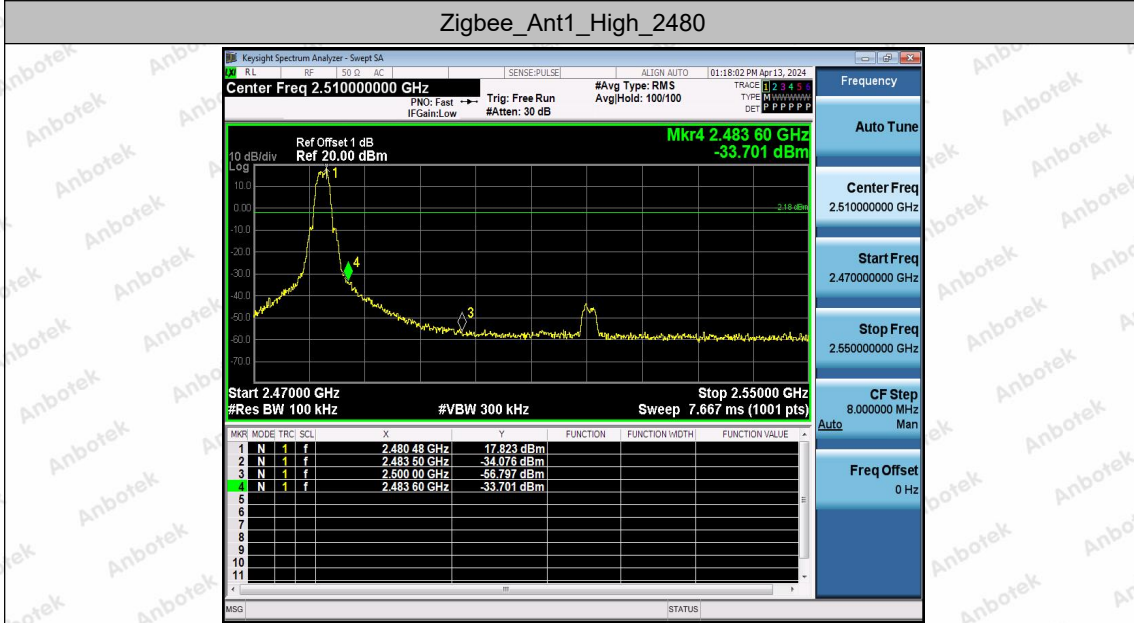 Zigbee_Ant1_High_2480
Keysight Spectrum Analyzer - Swept SA
LXI RL RF 50 Ω AC SENSE:PULSE ALIGN AUTO 01:18:02 PM Apr 13, 2024
Center Freq 2.510000000 GHz
PNO: Fast
IFGain:Low
Trig: Free Run
#Atten: 30 dB
#Avg Type: RMS
Avg|Hold: 100/100
TRACE 1 2 3 4 5 6
TYPE M W W W W W
DET P P P P P P
Mkr4 2.483 60 GHz
-33.701 dBm
Ref Offset 1 dB
10 dB/div Ref 20.00 dBm
Log
10.0
0.00
-10.0
-20.0
-30.0
-40.0
-50.0
-60.0
-70.0
1
4
3
2.18 dBm
Start 2.47000 GHz Stop 2.55000 GHz
#Res BW 100 kHz #VBW 300 kHz Sweep 7.667 ms (1001 pts)
MKR MODE TRC SCL X Y FUNCTION FUNCTION WIDTH FUNCTION VALUE
1 N 1 f 2.480 48 GHz 17.823 dBm
2 N 1 f 2.483 50 GHz -34.076 dBm
3 N 1 f 2.500 00 GHz -56.797 dBm
4 N 1 f 2.483 60 GHz -33.701 dBm
5
6
7
8
9
10
11
MSG STATUS
Frequency
Auto Tune
Center Freq
2.510000000 GHz
Start Freq
2.470000000 GHz
Stop Freq
2.550000000 GHz
CF Step
8.000000 MHz
Auto Man
Freq Offset
0 Hz
Anbotek